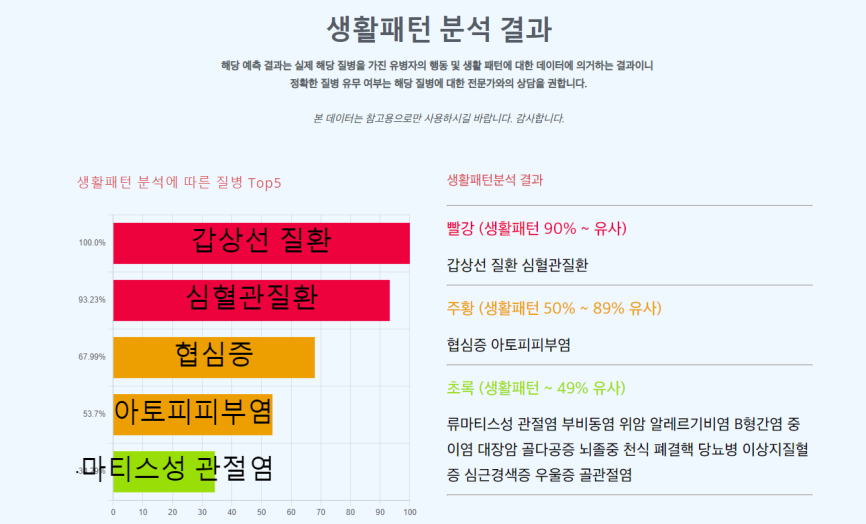 생활패턴 분석 결과
해당 예측 결과는 실제 해당 질병을 가진 유병자의 행동 및 생활 패턴에 대한 데이터에 의거하는 결과이니
정확한 질병 유무 여부는 해당 질병에 대한 전문가와의 상담을 권합니다.
본 데이터는 참고용으로만 사용하시길 바랍니다. 감사합니다.
생활패턴 분석에 따른 질병 Top5
100.0%
갑상선 질환
93.23%
심혈관질환
67.99%
협심증
53.7%
아토피피부염
마티스성 관절염
0 10 20 30 40 50 60 70 80 90 100
생활패턴분석 결과
빨강 (생활패턴 90% ~ 유사)
갑상선 질환 심혈관질환
주황 (생활패턴 50% ~ 89% 유사)
협심증 아토피피부염
초록 (생활패턴 ~ 49% 유사)
류마티스성 관절염 부비동염 위암 알레르기비염 B형간염 중
이염 대장암 골다공증 뇌졸중 천식 폐결핵 당뇨병 이상지질혈
증 심근경색증 우울증 골관절염